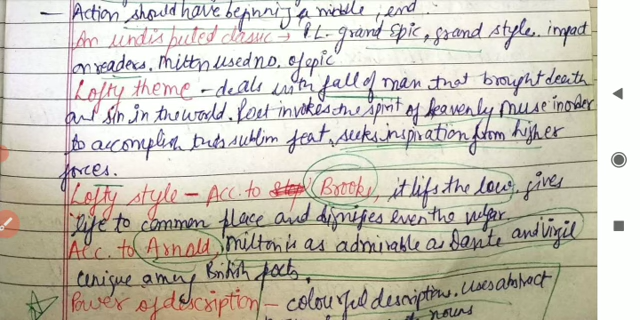 - Action should have beginning a middle, end
An undisputed classic → P.L. grand Epic, grand style. impact
on readers. Milton used no. of epic
Lofty theme - deals with fall of man that brought death
and sin in the world. Poet invokes the spirit of heavenly Muse in order
to accomplish this sublim feat, seeks inspiration from higher
forces.
Lofty style - Acc. to Brook, it lifs the low, gives
life to common place and dignifies even the vulgar.
Acc. to Arnold, Milton is as admirable as Dante and Virgil
Cenique among British poets.
Power of description - colourful description. Uses abstract
of nouns